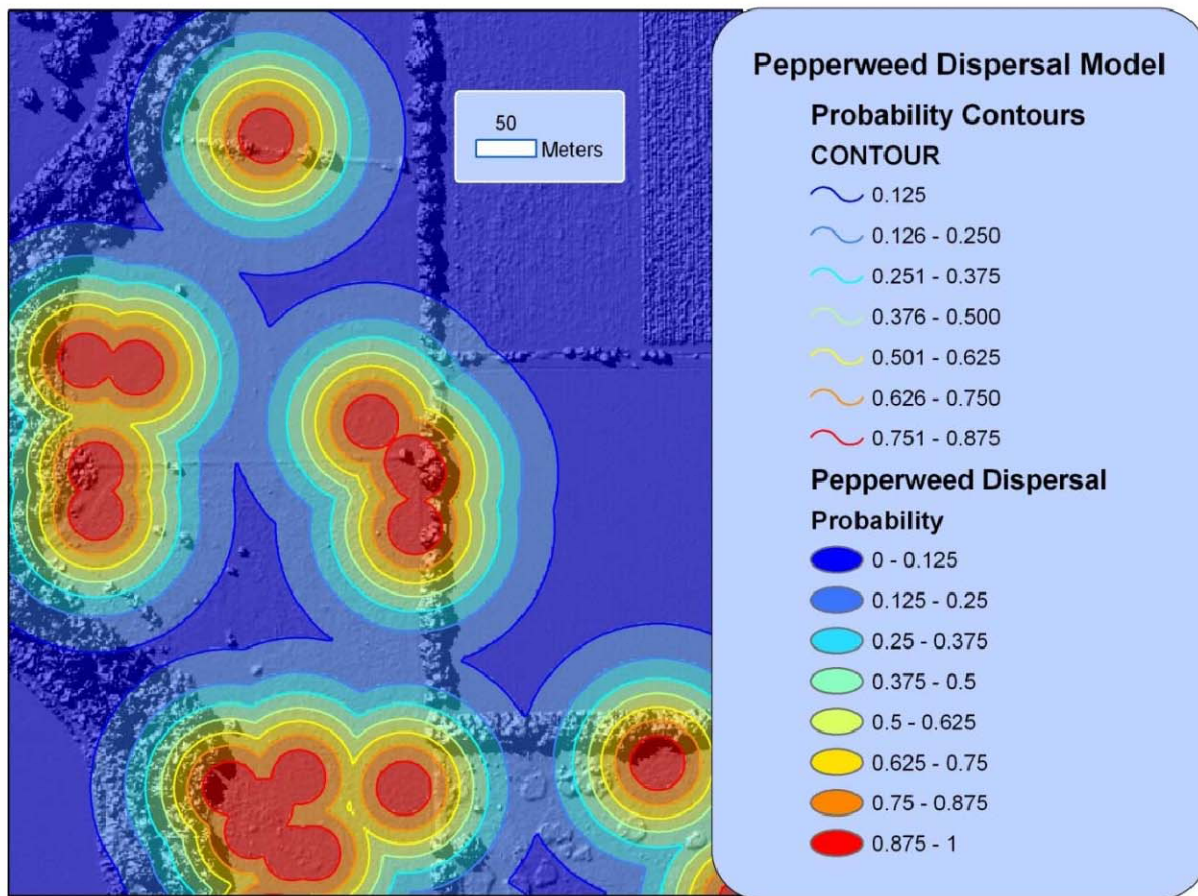 50
Meters
Pepperweed Dispersal Model
Probability Contours
CONTOUR
0.125
0.126 - 0.250
0.251 - 0.375
0.376 - 0.500
0.501 - 0.625
0.626 - 0.750
0.751 - 0.875
Pepperweed Dispersal
Probability
0 - 0.125
0.125 - 0.25
0.25 - 0.375
0.375 - 0.5
0.5 - 0.625
0.625 - 0.75
0.75 - 0.875
0.875 - 1